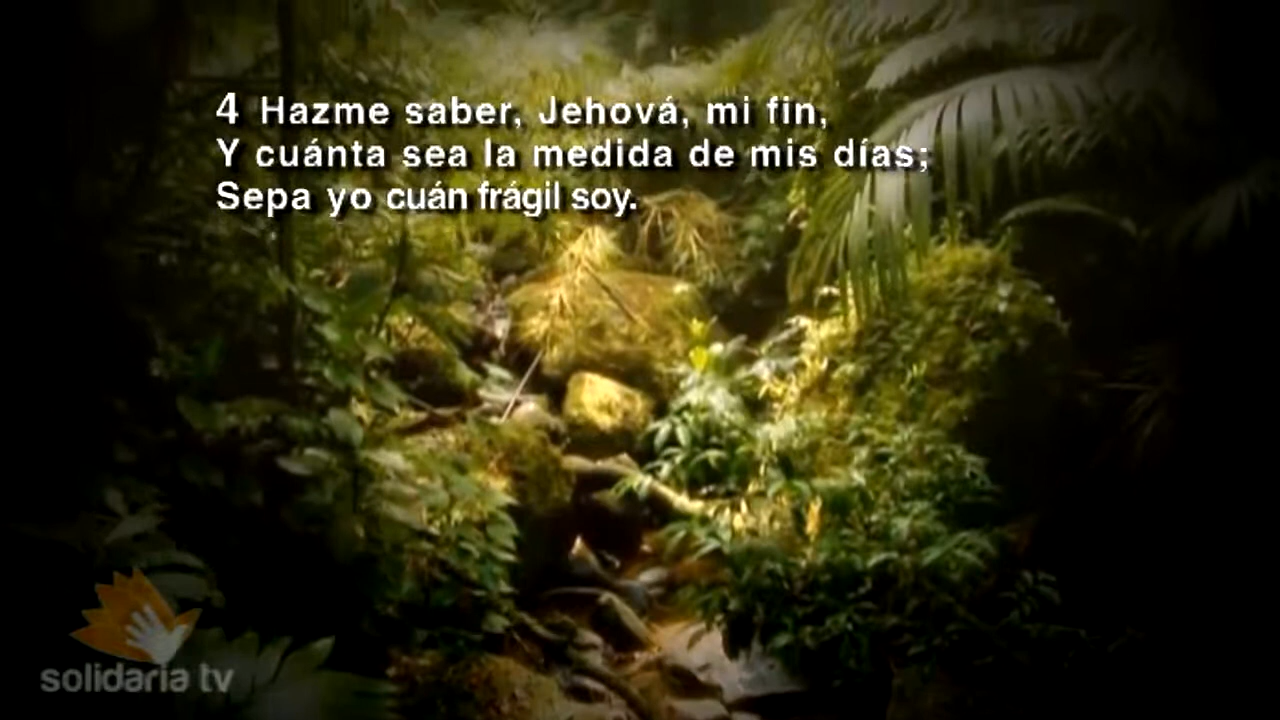 4 Hazme saber, Jehová, mi fin,
Y cuánta sea la medida de mis días;
Sepa yo cuán frágil soy.
solidaria tv